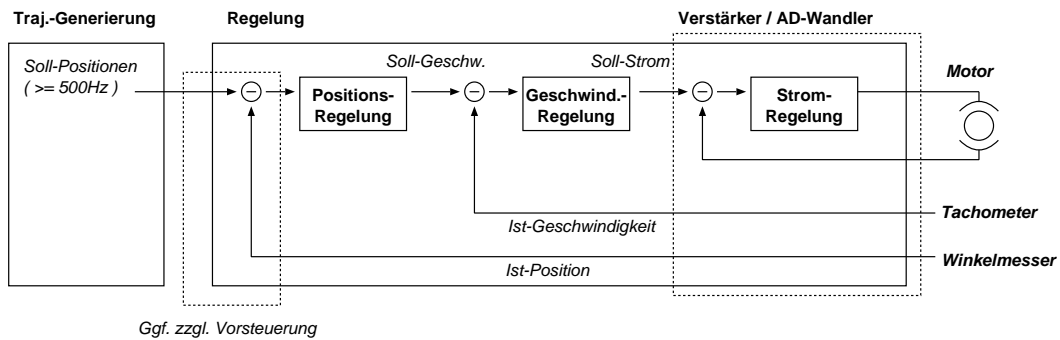 Traj.-Generierung
Regelung
Verstärker / AD-Wandler
Soll-Positionen
( >= 500Hz )
Soll-Geschw.
Soll-Strom
Motor
Positions-
Regelung
Geschwind.-
Regelung
Strom-
Regelung
Tachometer
Ist-Geschwindigkeit
Winkelmesser
Ist-Position
Ggf. zzgl. Vorsteuerung